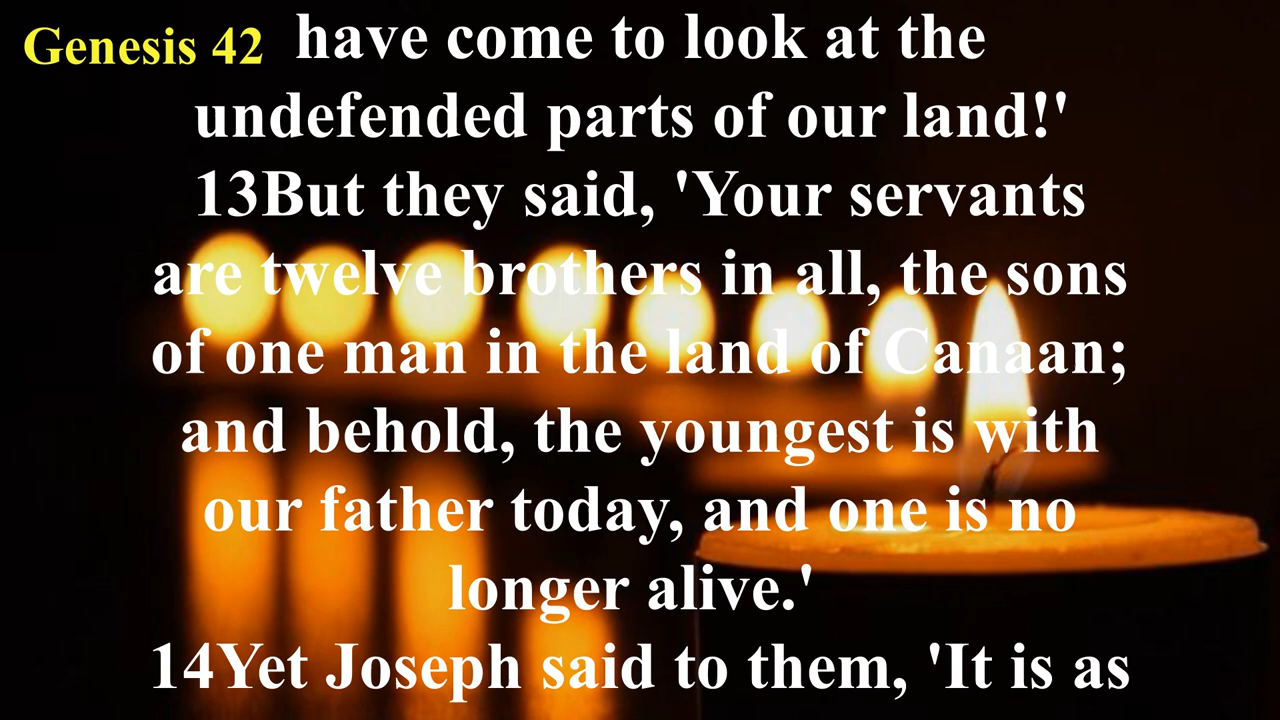 Genesis 42
have come to look at the
undefended parts of our land!'
13But they said, 'Your servants
are twelve brothers in all, the sons
of one man in the land of Canaan;
and behold, the youngest is with
our father today, and one is no
longer alive.'
14Yet Joseph said to them, 'It is as